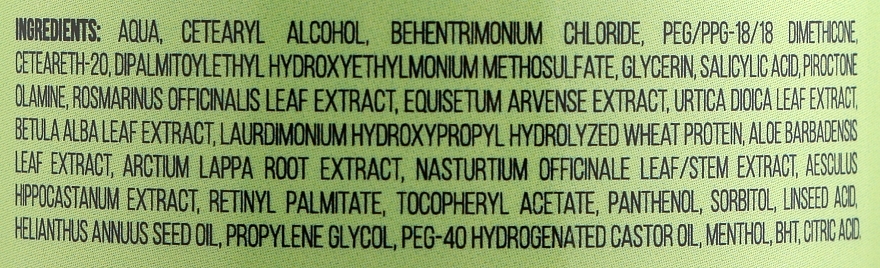 INGREDIENTS: AQUA, CETEARYL ALCOHOL, BEHENTRIMONIUM CHLORIDE, PEG/PPG-18/18 DIMETHICONE,
CETEARETH-20, DIPALMITOYLETHYL HYDROXYETHYLMONIUM METHOSULFATE, GLYCERIN, SALICYLIC ACID, PIROCTONE
OLAMINE, ROSMARINUS OFFICINALIS LEAF EXTRACT, EQUISETUM ARVENSE EXTRACT, URTICA DIOICA LEAF EXTRACT,
BETULA ALBA LEAF EXTRACT, LAURDIMONIUM HYDROXYPROPYL HYDROLYZED WHEAT PROTEIN, ALOE BARBADENSIS
LEAF EXTRACT, ARCTIUM LAPPA ROOT EXTRACT, NASTURTIUM OFFICINALE LEAF/STEM EXTRACT, AESCULUS
HIPPOCASTANUM EXTRACT, RETINYL PALMITATE, TOCOPHERYL ACETATE, PANTHENOL, SORBITOL, LINSEED ACID,
HELIANTHUS ANNUUS SEED OIL, PROPYLENE GLYCOL, PEG-40 HYDROGENATED CASTOR OIL, MENTHOL, BHT, CITRIC ACID.